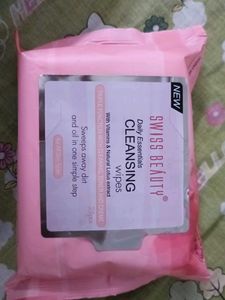 NEW
SWISS BEAUTY®
Daily Essentials
CLEANSING
wipes
With Vitamins & Natural Lotus extract
Sweeps away dirt
and oil in one simple
step